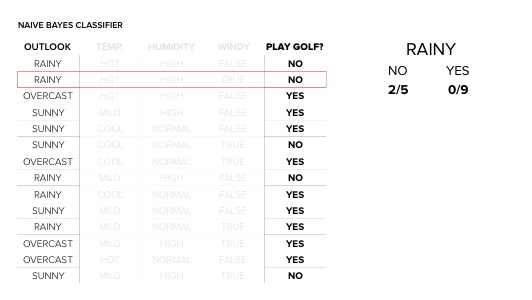 NAIVE BAYES CLASSIFIER
OUTLOOK TEMP. HUMIDITY WINDY PLAY GOLF?
RAINY HOT HIGH FALSE NO
RAINY HOT HIGH TRUE NO
OVERCAST HOT HIGH FALSE YES
SUNNY MILD HIGH FALSE YES
SUNNY COOL NORMAL FALSE YES
SUNNY COOL NORMAL TRUE NO
OVERCAST COOL NORMAL TRUE YES
RAINY MILD HIGH FALSE NO
RAINY COOL NORMAL FALSE YES
SUNNY MILD NORMAL FALSE YES
RAINY MILD NORMAL TRUE YES
OVERCAST MILD HIGH TRUE YES
OVERCAST HOT NORMAL FALSE YES
SUNNY MILD HIGH TRUE NO
RAINY
NO YES
2/5 0/9